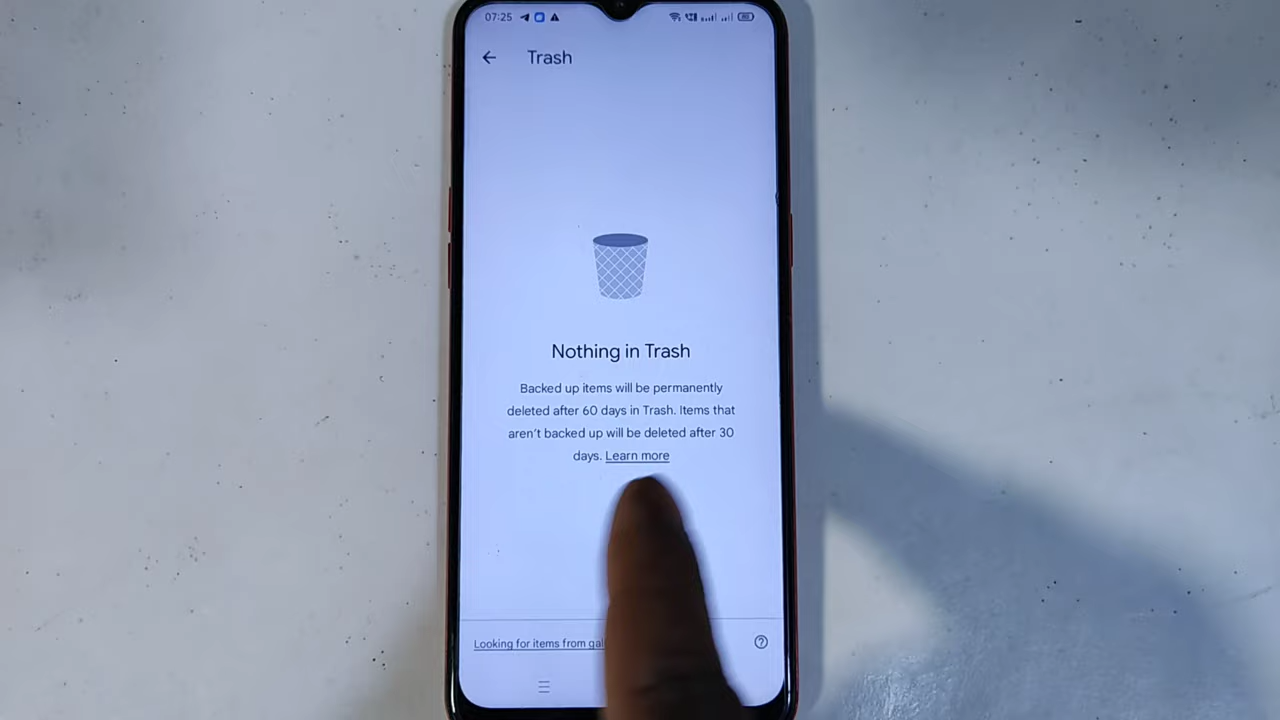 07:25
Trash
Nothing in Trash
Backed up items will be permanently
deleted after 60 days in Trash. Items that
aren't backed up will be deleted after 30
days. Learn more
Looking for items from